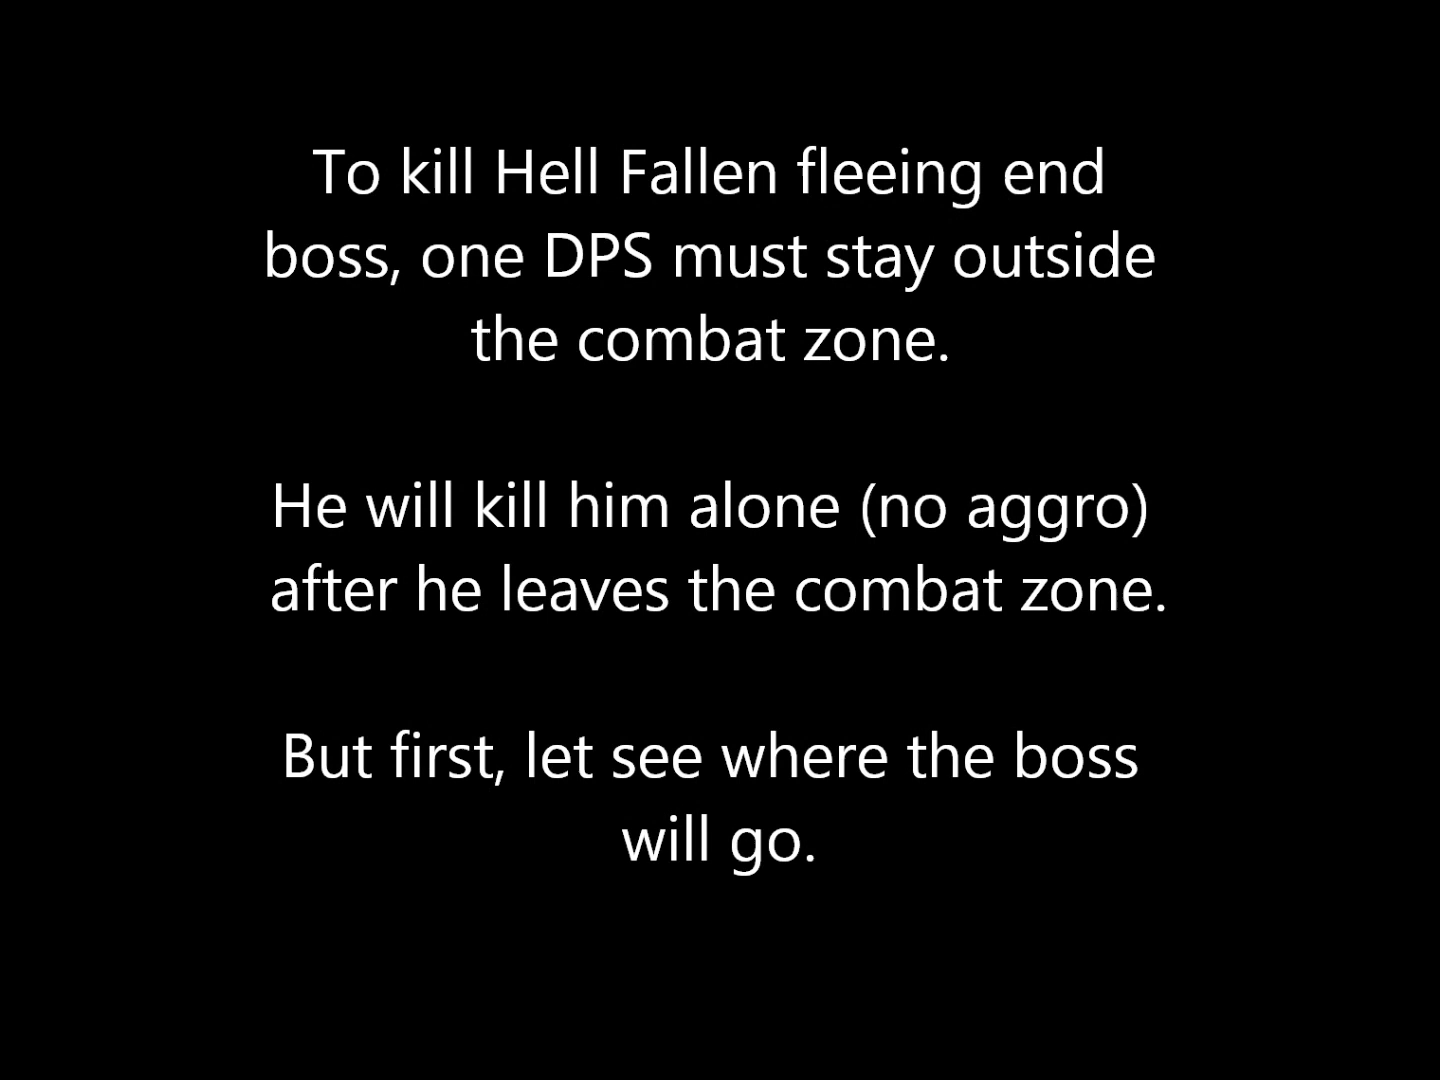 To kill Hell Fallen fleeing end
boss, one DPS must stay outside
the combat zone.
He will kill him alone (no aggro)
after he leaves the combat zone.
But first, let see where the boss
will go.